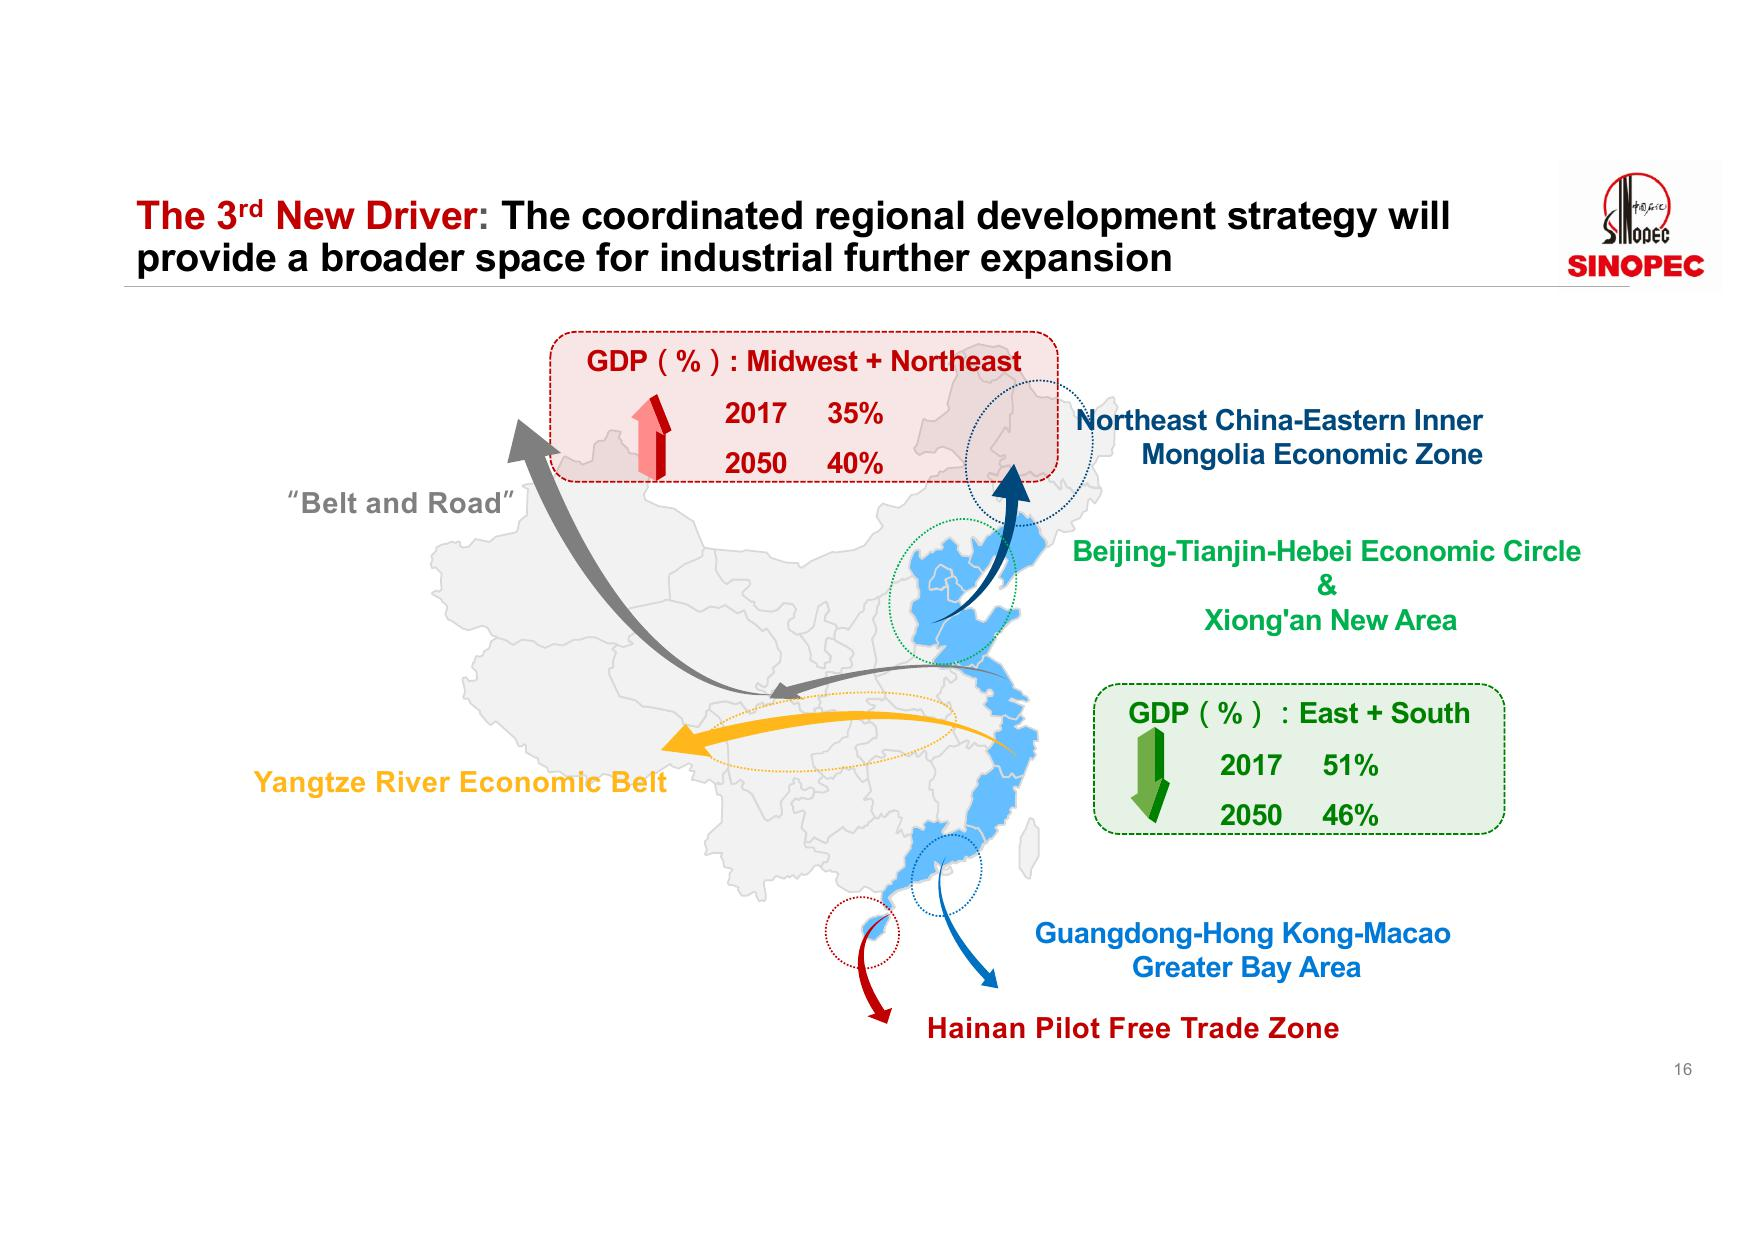 The 3rd New Driver: The coordinated regional development strategy will
provide a broader space for industrial further expansion
SINOPEC
SINOPEC
GDP（%）: Midwest + Northeast
2017 35%
2050 40%
Northeast China-Eastern Inner
Mongolia Economic Zone
“Belt and Road”
Beijing-Tianjin-Hebei Economic Circle
&
Xiong'an New Area
GDP（%）：East + South
2017 51%
2050 46%
Yangtze River Economic Belt
Guangdong-Hong Kong-Macao
Greater Bay Area
Hainan Pilot Free Trade Zone
16